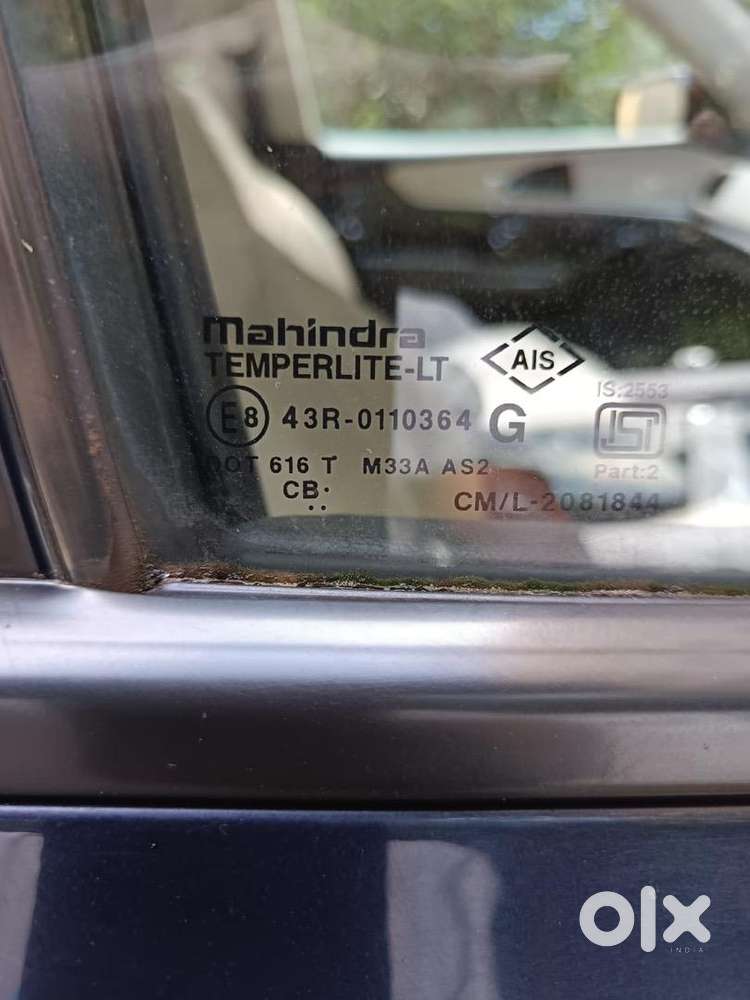 mahindra
TEMPERLITE-LT
AIS
E8 43R-0110364 G
IS:2553
ISI
Part:2
DOT 616 T M33A AS2
CB·
··
CM/L-2081844
olx
INDIA